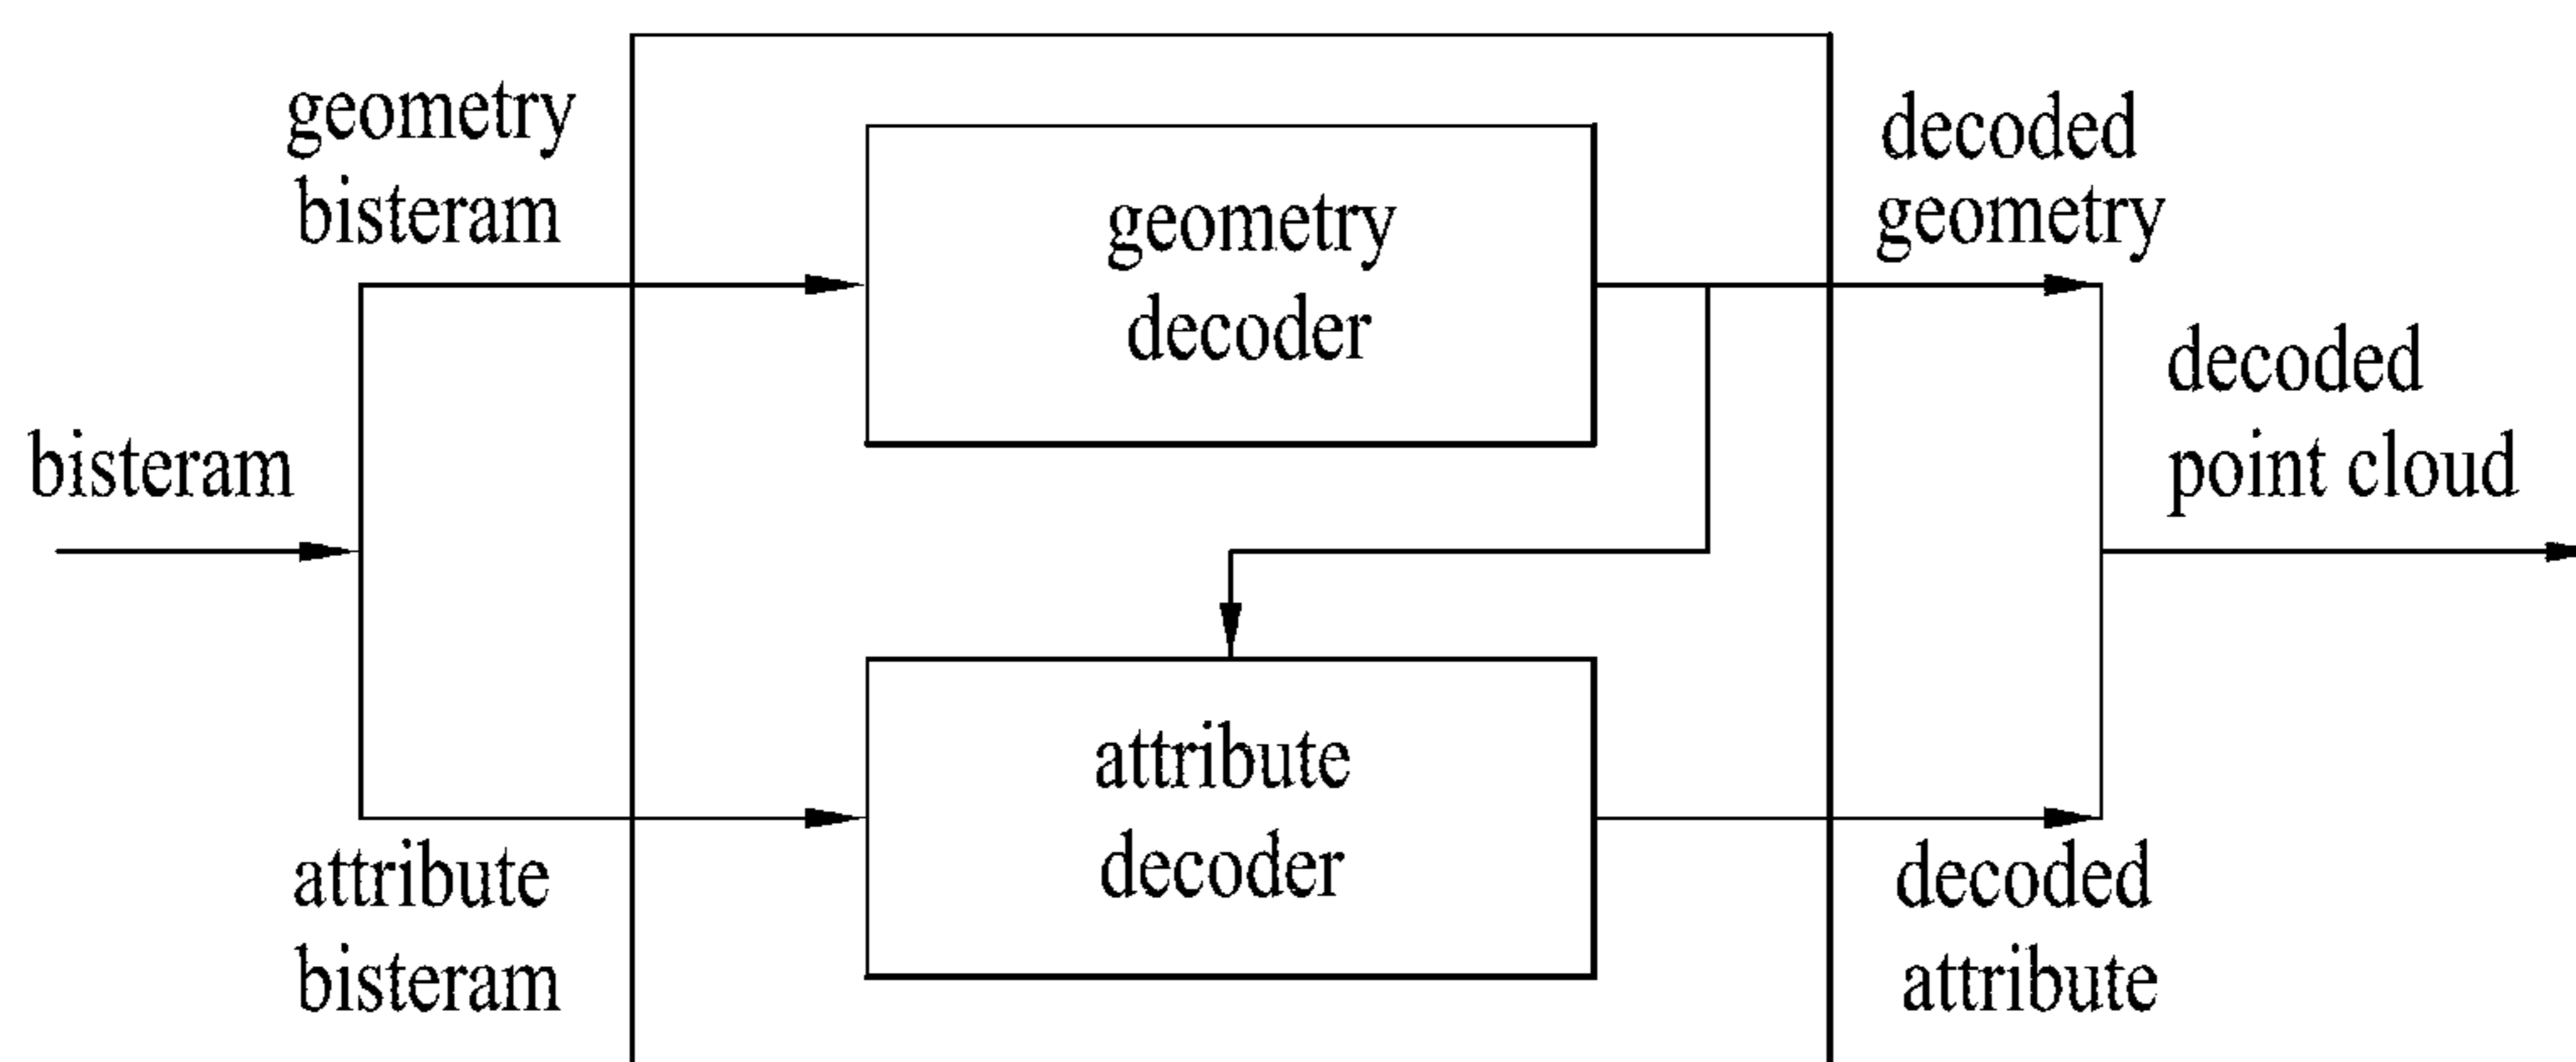 geometry
bisteram
bisteram
attribute
bisteram
geometry
decoder
attribute
decoder
decoded
geometry
decoded
point cloud
decoded
attribute